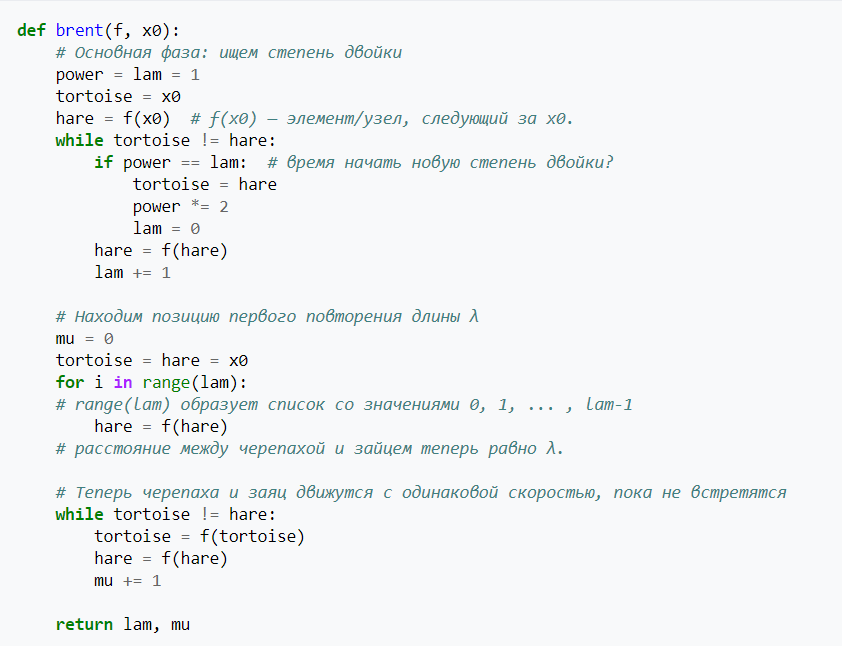 def brent(f, x0):
    # Основная фаза: ищем степень двойки
    power = lam = 1
    tortoise = x0
    hare = f(x0)  # f(x0) — элемент/узел, следующий за x0.
    while tortoise != hare:
        if power == lam:  # время начать новую степень двойки?
            tortoise = hare
            power *= 2
            lam = 0
        hare = f(hare)
        lam += 1

    # Находим позицию первого повторения длины λ
    mu = 0
    tortoise = hare = x0
    for i in range(lam):
    # range(lam) образует список со значениями 0, 1, ... , lam-1
        hare = f(hare)
    # расстояние между черепахой и зайцем теперь равно λ.

    # Теперь черепаха и заяц движутся с одинаковой скоростью, пока не встретятся
    while tortoise != hare:
        tortoise = f(tortoise)
        hare = f(hare)
        mu += 1

    return lam, mu